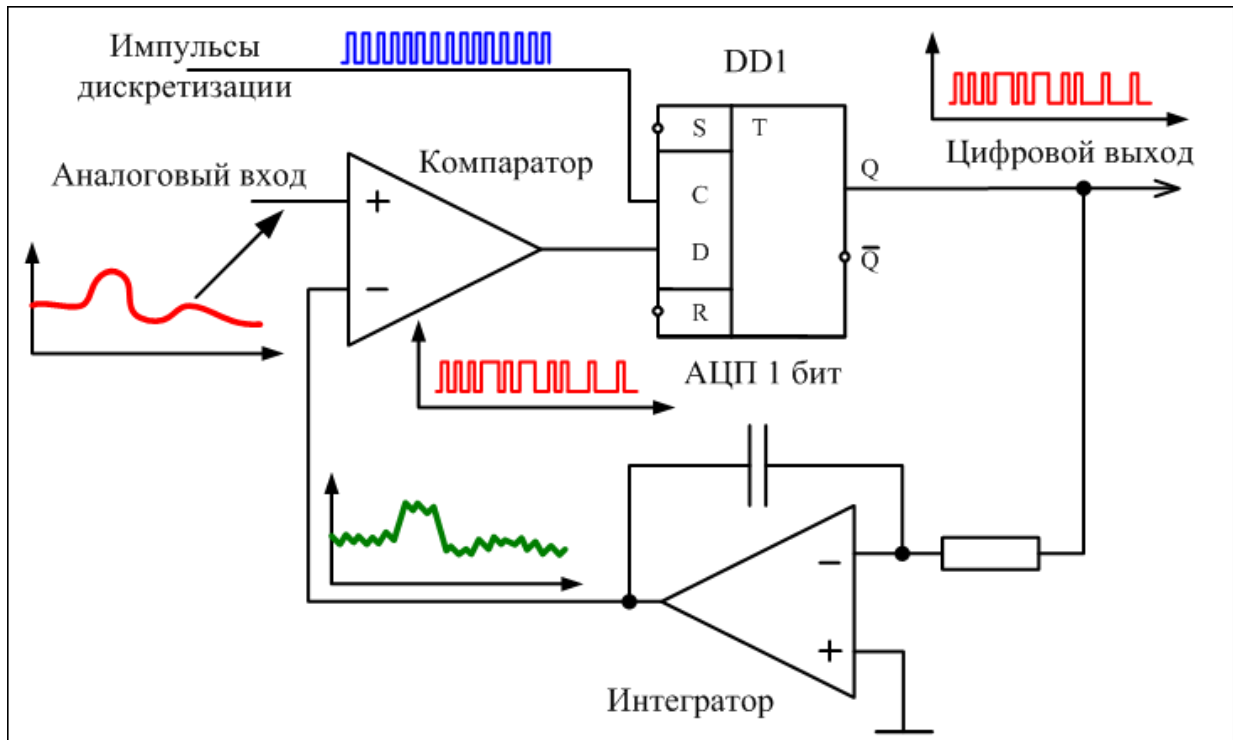 Импульсы
дискретизации
DD1
Цифровой выход
Аналоговый вход
Компаратор
S
T
C
D
R
Q
Q̅
+
−
АЦП 1 бит
−
+
Интегратор